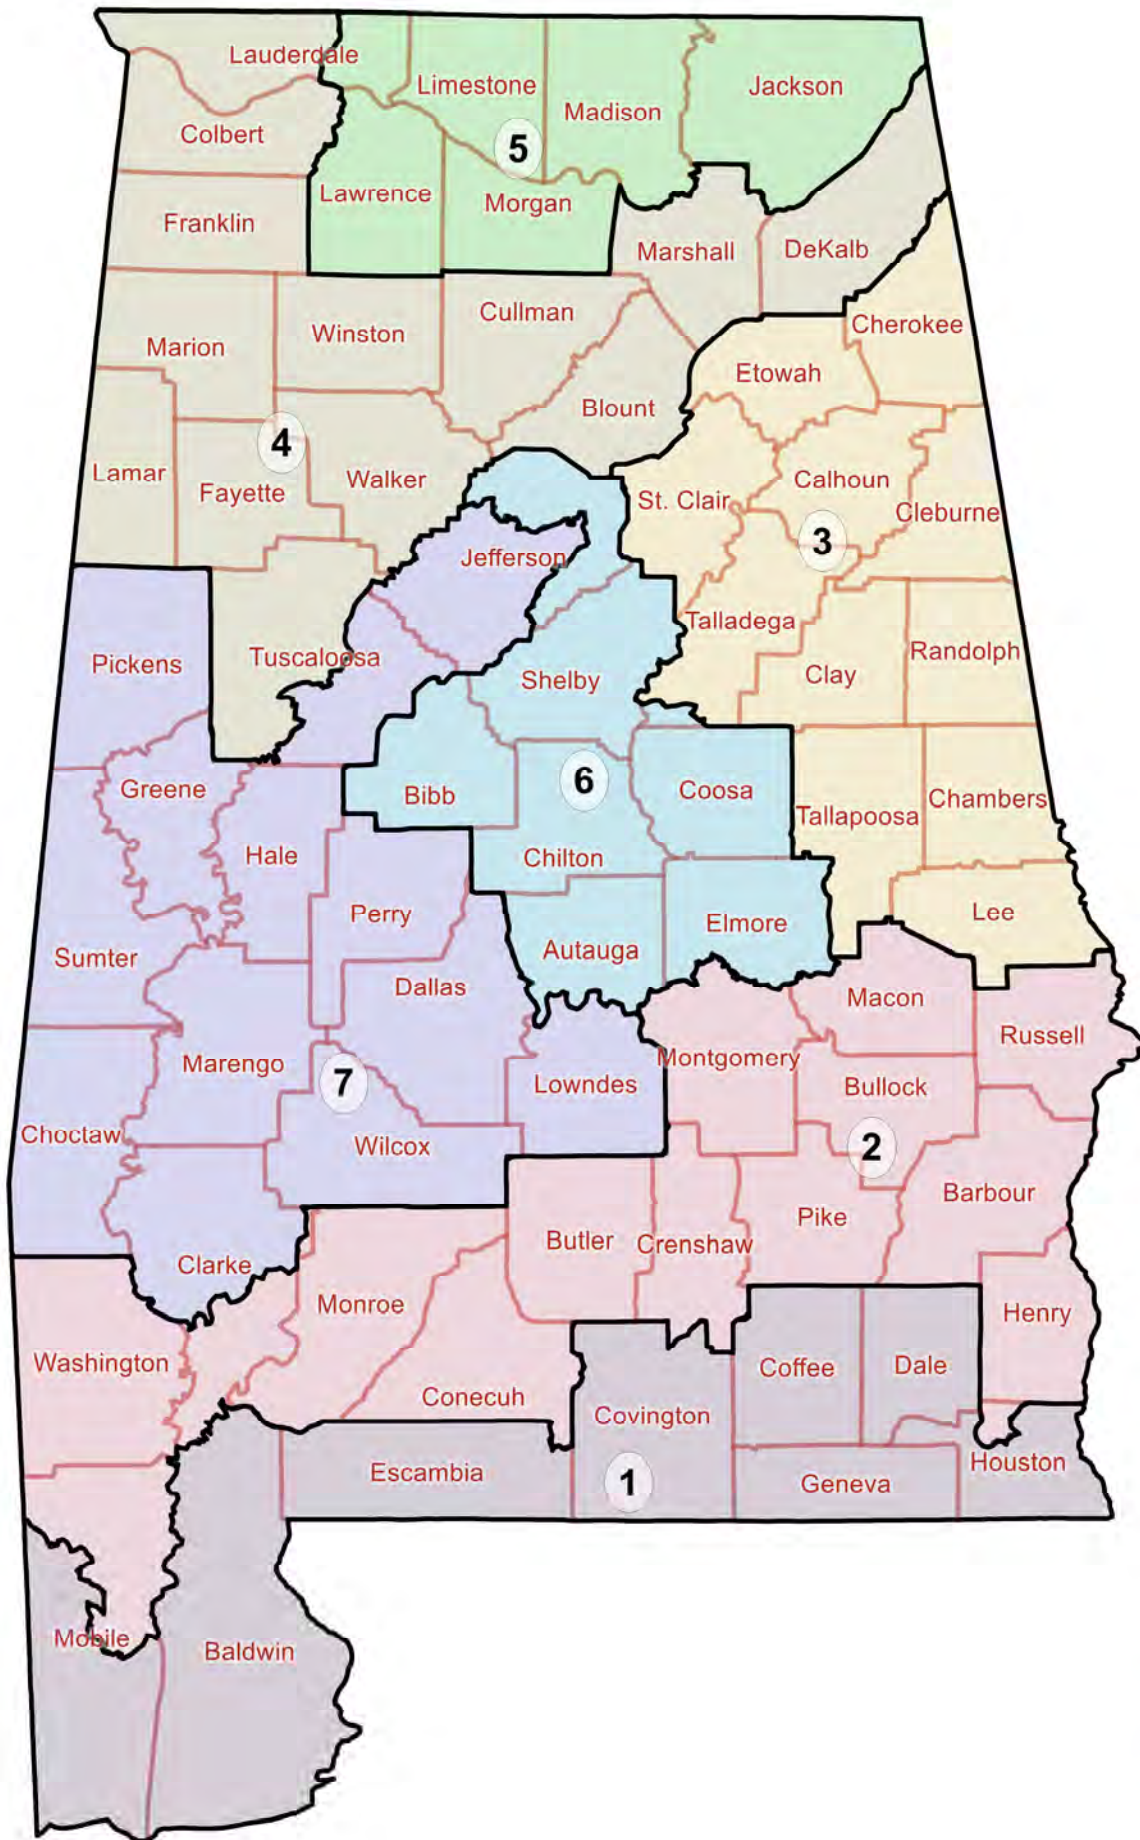 Lauderdale
Limestone
Madison
Jackson
Colbert
5
Lawrence
Morgan
Franklin
Marshall
DeKalb
Cullman
Winston
Marion
Cherokee
Etowah
Blount
4
Lamar
Fayette
Walker
St. Clair
Calhoun
Cleburne
3
Jefferson
Talladega
Pickens
Tuscaloosa
Shelby
Clay
Randolph
Greene
Bibb
6
Coosa
Tallapoosa
Chambers
Hale
Chilton
Perry
Lee
Elmore
Autauga
Sumter
Dallas
Macon
Russell
Marengo
7
Lowndes
Montgomery
Bullock
Choctaw
Wilcox
2
Barbour
Pike
Clarke
Butler
Crenshaw
Monroe
Henry
Washington
Conecuh
Coffee
Dale
Covington
Escambia
1
Geneva
Houston
Mobile
Baldwin